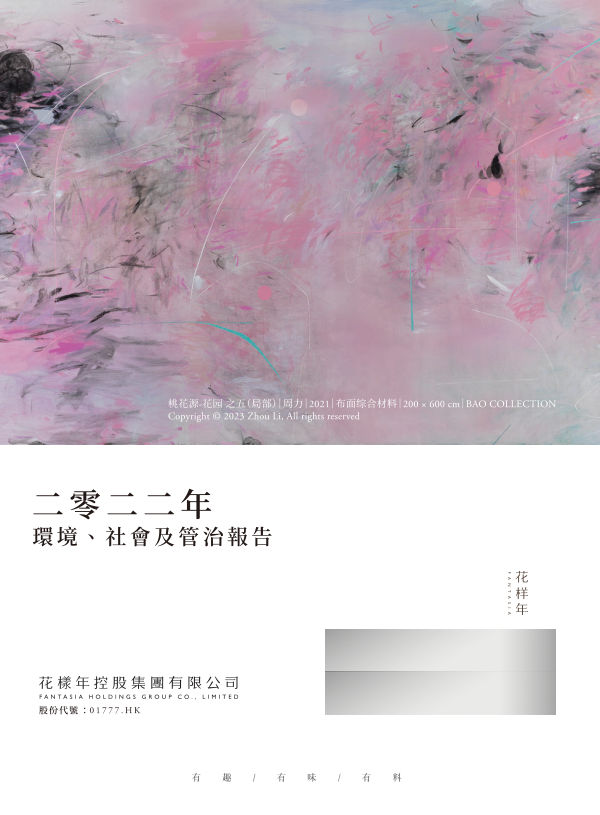 桃花源·花园 之五（局部）| 周力 | 2021 | 布面综合材料 | 200 × 600 cm | BAO COLLECTION
Copyright © 2023 Zhou Li, All rights reserved
二零二二年
環境、社會及管治報告
花样年
FANTASIA
花樣年控股集團有限公司
FANTASIA HOLDINGS GROUP CO., LIMITED
股份代號：01777.HK
有 趣 / 有 味 / 有 料